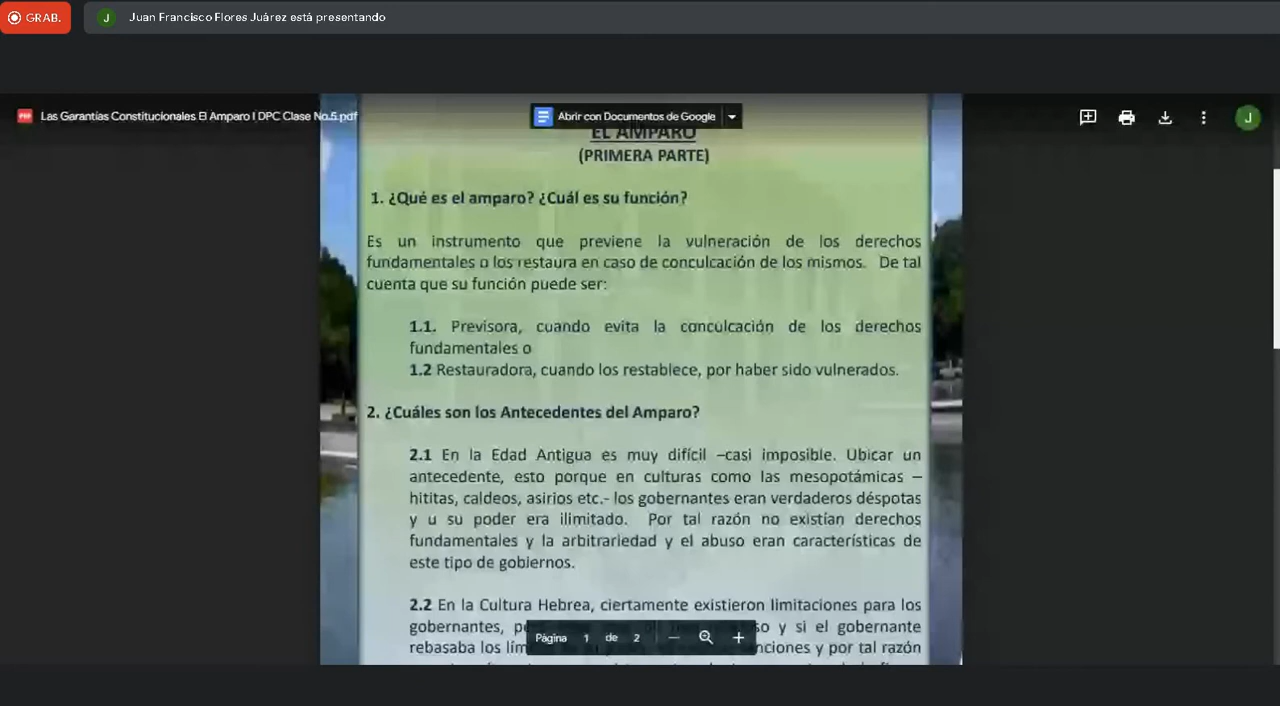 GRAB.
J
Juan Francisco Flores Juárez está presentando
Las Garantías Constitucionales El Amparo I DPC Clase No.5.pdf
Abrir con Documentos de Google
J
EL AMPARO
(PRIMERA PARTE)
1. ¿Qué es el amparo? ¿Cuál es su función?
Es un instrumento que previene la vulneración de los derechos
fundamentales o los restaura en caso de conculcación de los mismos. De tal
cuenta que su función puede ser:
1.1. Previsora, cuando evita la conculcación de los derechos
fundamentales o
1.2 Restauradora, cuando los restablece, por haber sido vulnerados.
2. ¿Cuáles son los Antecedentes del Amparo?
2.1 En la Edad Antigua es muy difícil –casi imposible. Ubicar un
antecedente, esto porque en culturas como las mesopotámicas –
hititas, caldeos, asirios etc.- los gobernantes eran verdaderos déspotas
y u su poder era ilimitado. Por tal razón no existían derechos
fundamentales y la arbitrariedad y el abuso eran características de
este tipo de gobiernos.
2.2 En la Cultura Hebrea, ciertamente existieron limitaciones para los
gobernantes, y si el gobernante
rebasaba los y por tal razón
Página 1 de 2